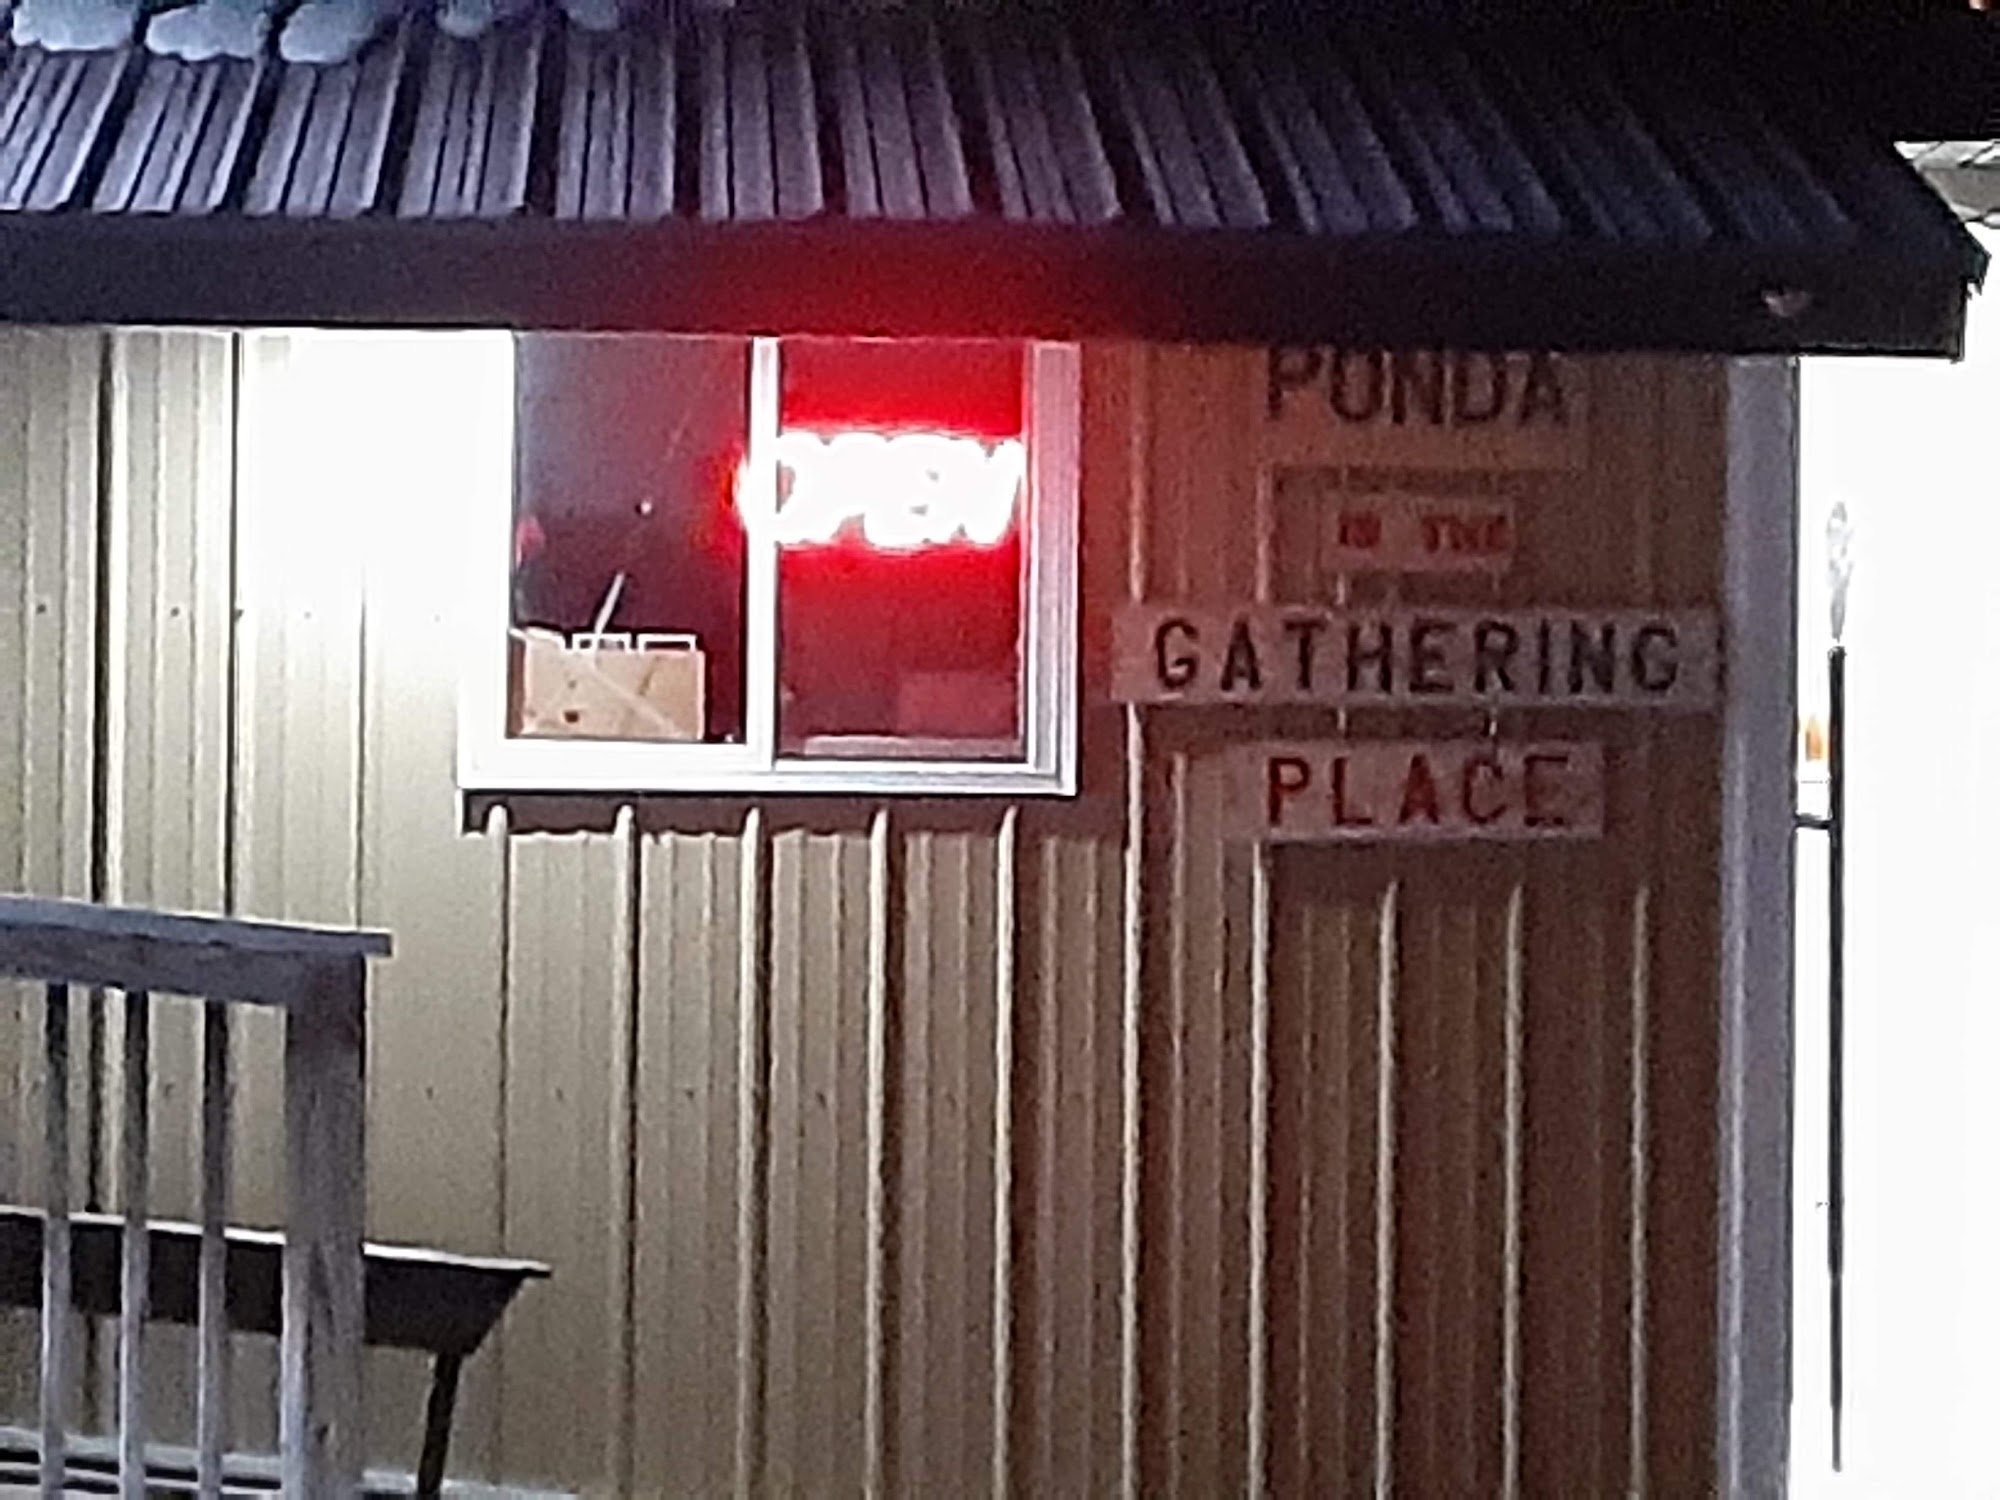 OPEN
PONDA
IS THE
GATHERING
PLACE